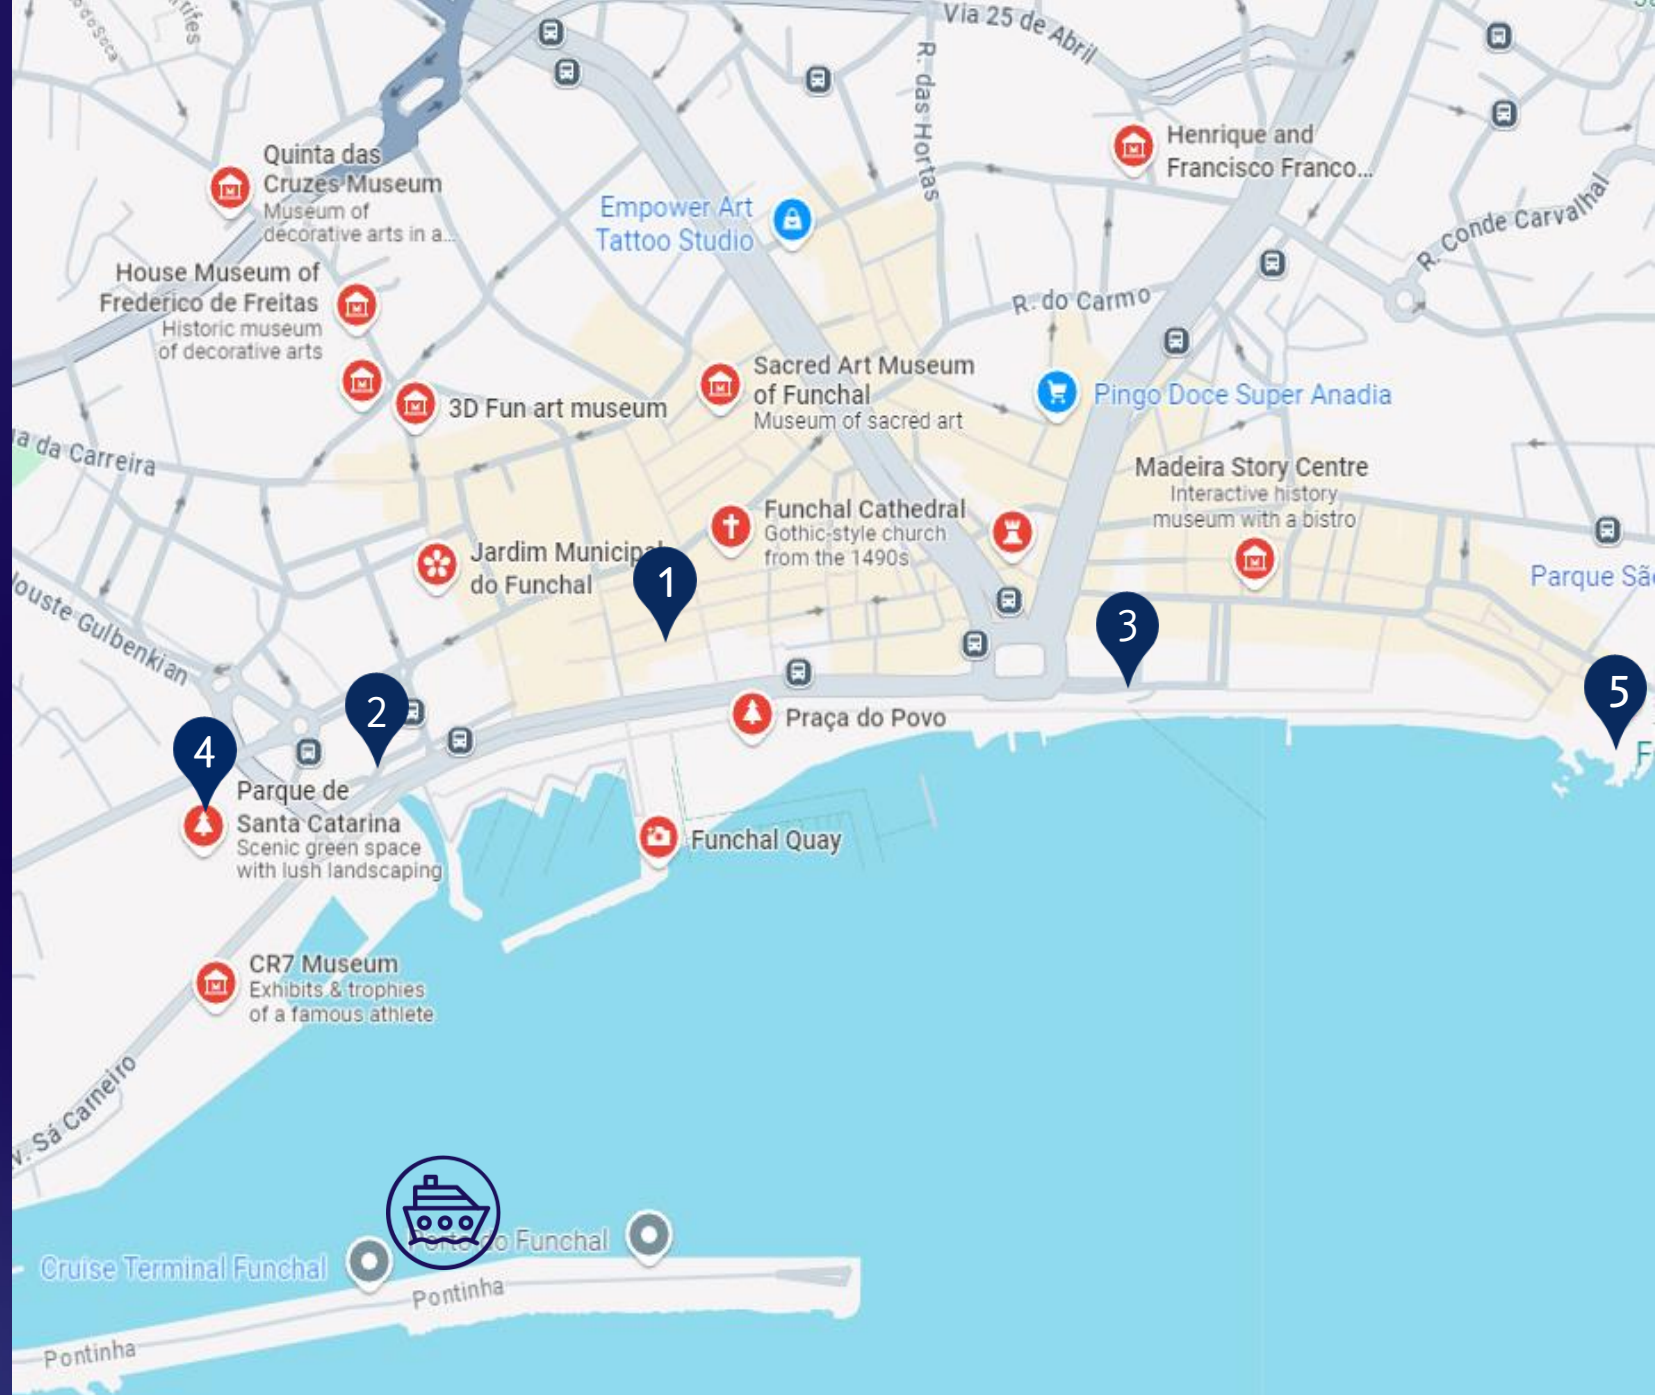 Via 25 de Abril
R. das Hortas
Quinta das
Cruzes Museum
Museum of
decorative arts in a...
Henrique and
Francisco Franco...
Empower Art
Tattoo Studio
R. Conde Carvalhal
House Museum of
Frederico de Freitas
Historic museum
of decorative arts
R. do Carmo
Sacred Art Museum
of Funchal
Museum of sacred art
3D Fun art museum
Pingo Doce Super Anadia
da Carreira
Madeira Story Centre
Interactive history
museum with a bistro
Funchal Cathedral
Gothic-style church
from the 1490s
Jardim Municipal
do Funchal
1
Parque São
Gulbenkian
3
5
2
4
Praça do Povo
F
Parque de
Santa Catarina
Scenic green space
with lush landscaping
Funchal Quay
CR7 Museum
Exhibits & trophies
of a famous athlete
Sá Carneiro
Porto do Funchal
Cruise Terminal Funchal
Pontinha
Pontinha